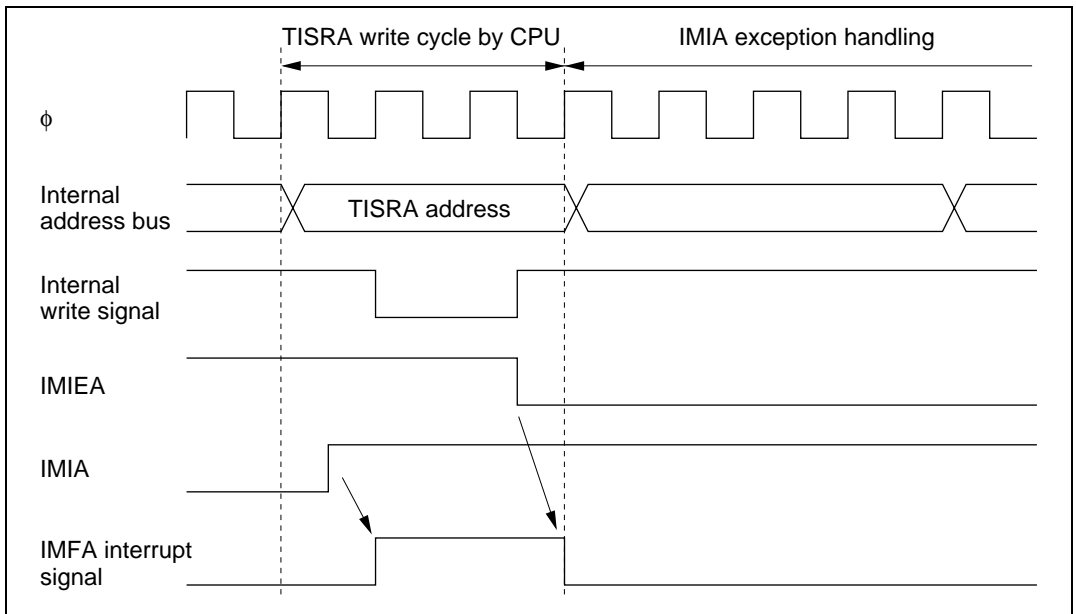 TISRA write cycle by CPU
IMIA exception handling
φ
Internal
address bus
TISRA address
Internal
write signal
IMIEA
IMIA
IMFA interrupt
signal